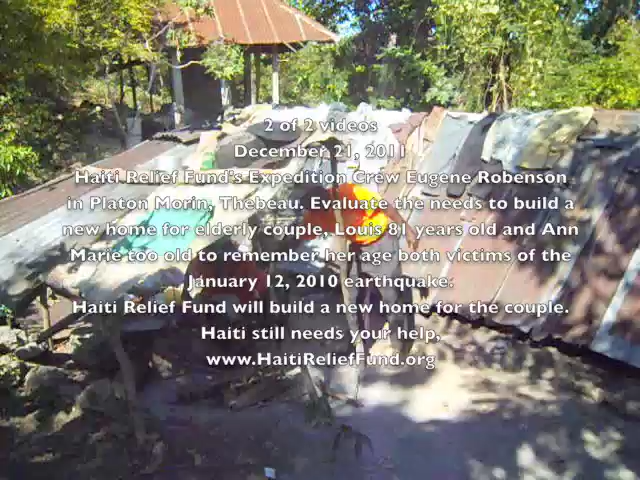 2 of 2 videos
December 21, 2011
Haiti Relief Fund's Expedition Crew Eugene Robenson
in Platon Morin, Thebeau. Evaluate the needs to build a
new home for elderly couple, Louis 81 years old and Ann
Marie too old to remember her age both victims of the
January 12, 2010 earthquake.
Haiti Relief Fund will build a new home for the couple.
Haiti still needs your help,
www.HaitiReliefFund.org